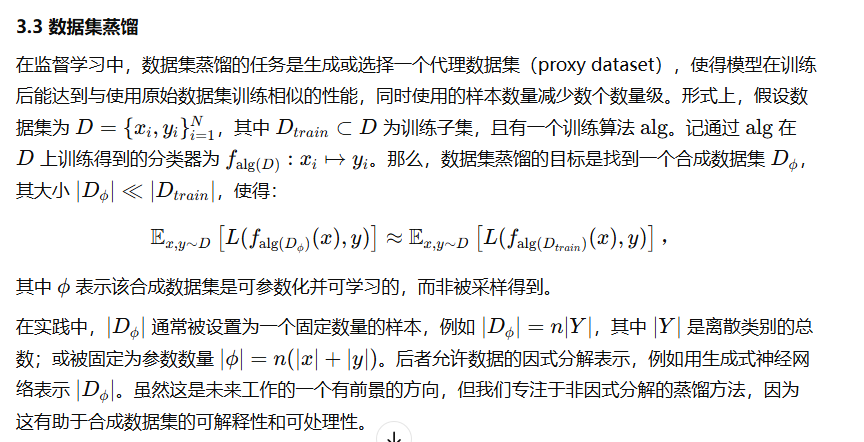 3.3 数据集蒸馏
在监督学习中，数据集蒸馏的任务是生成或选择一个代理数据集（proxy dataset），使得模型在训练
后能达到与使用原始数据集训练相似的性能，同时使用的样本数量减少数个数量级。形式上，假设数
据集为 $D = \{x_i, y_i\}_{i=1}^{N}$，其中 $D_{train} \subset D$ 为训练子集，且有一个训练算法 alg。记通过 alg 在
$D$ 上训练得到的分类器为 $f_{\text{alg}(D)} : x_i \mapsto y_i$。那么，数据集蒸馏的目标是找到一个合成数据集 $D_\phi$，
其大小 $|D_\phi| \ll |D_{train}|$，使得：
$\mathbb{E}_{x,y\sim D}\left[L(f_{\text{alg}(D_\phi)}(x), y)\right] \approx \mathbb{E}_{x,y\sim D}\left[L(f_{\text{alg}(D_{train})}(x), y)\right]$，
其中 $\phi$ 表示该合成数据集是可参数化并可学习的，而非被采样得到。
在实践中，$|D_\phi|$ 通常被设置为一个固定数量的样本，例如 $|D_\phi| = n|Y|$，其中 $|Y|$ 是离散类别的总
数；或被固定为参数数量 $|\phi| = n(|x| + |y|)$。后者允许数据的因式分解表示，例如用生成式神经网
络表示 $|D_\phi|$。虽然这是未来工作的一个有前景的方向，但我们专注于非因式分解的蒸馏方法，因为
这有助于合成数据集的可解释性和可处理性。